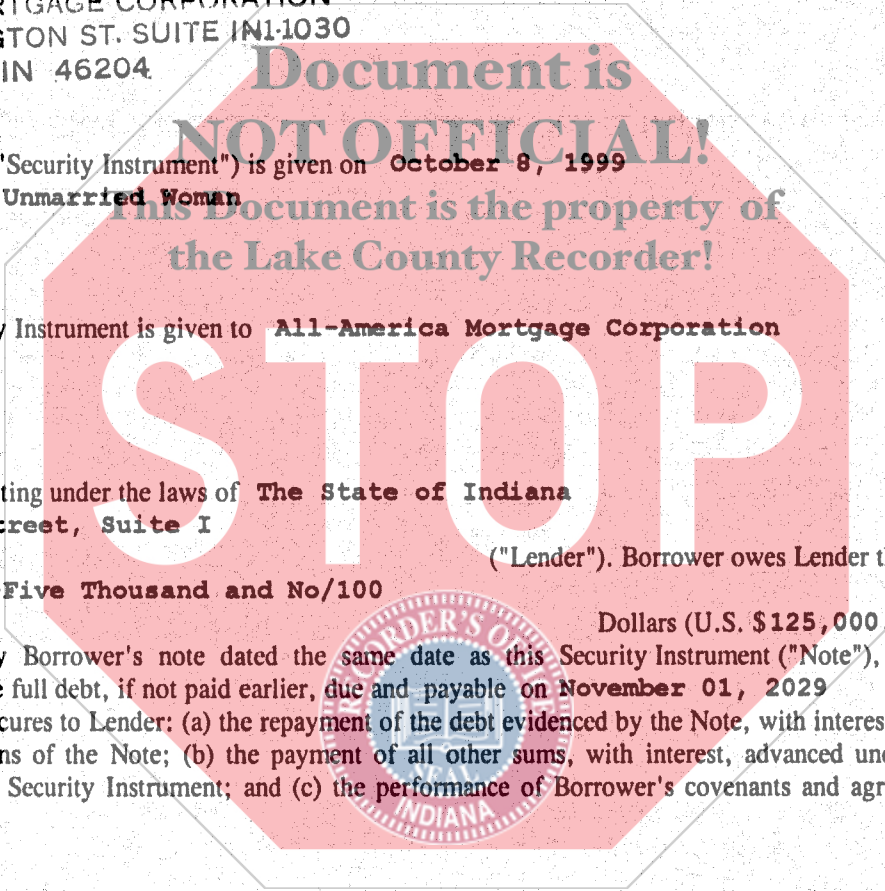 RTGAGE CORPORATION
GTON ST. SUITE IN1-1030
IN 46204
Document is
NOT OFFICIAL!
"Security Instrument") is given on October 8, 1999
Unmarried Woman
This Document is the property of
the Lake County Recorder!
y Instrument is given to All-America Mortgage Corporation
STOP
ting under the laws of The State of Indiana
treet, Suite I
("Lender"). Borrower owes Lender t
Five Thousand and No/100
Dollars (U.S. $125,000
y Borrower's note dated the same date as this Security Instrument ("Note"),
e full debt, if not paid earlier, due and payable on November 01, 2029
cures to Lender: (a) the repayment of the debt evidenced by the Note, with interes
ns of the Note; (b) the payment of all other sums, with interest, advanced und
Security Instrument; and (c) the performance of Borrower's covenants and agr
RECORDER'S OFFICE
SEAL
INDIANA